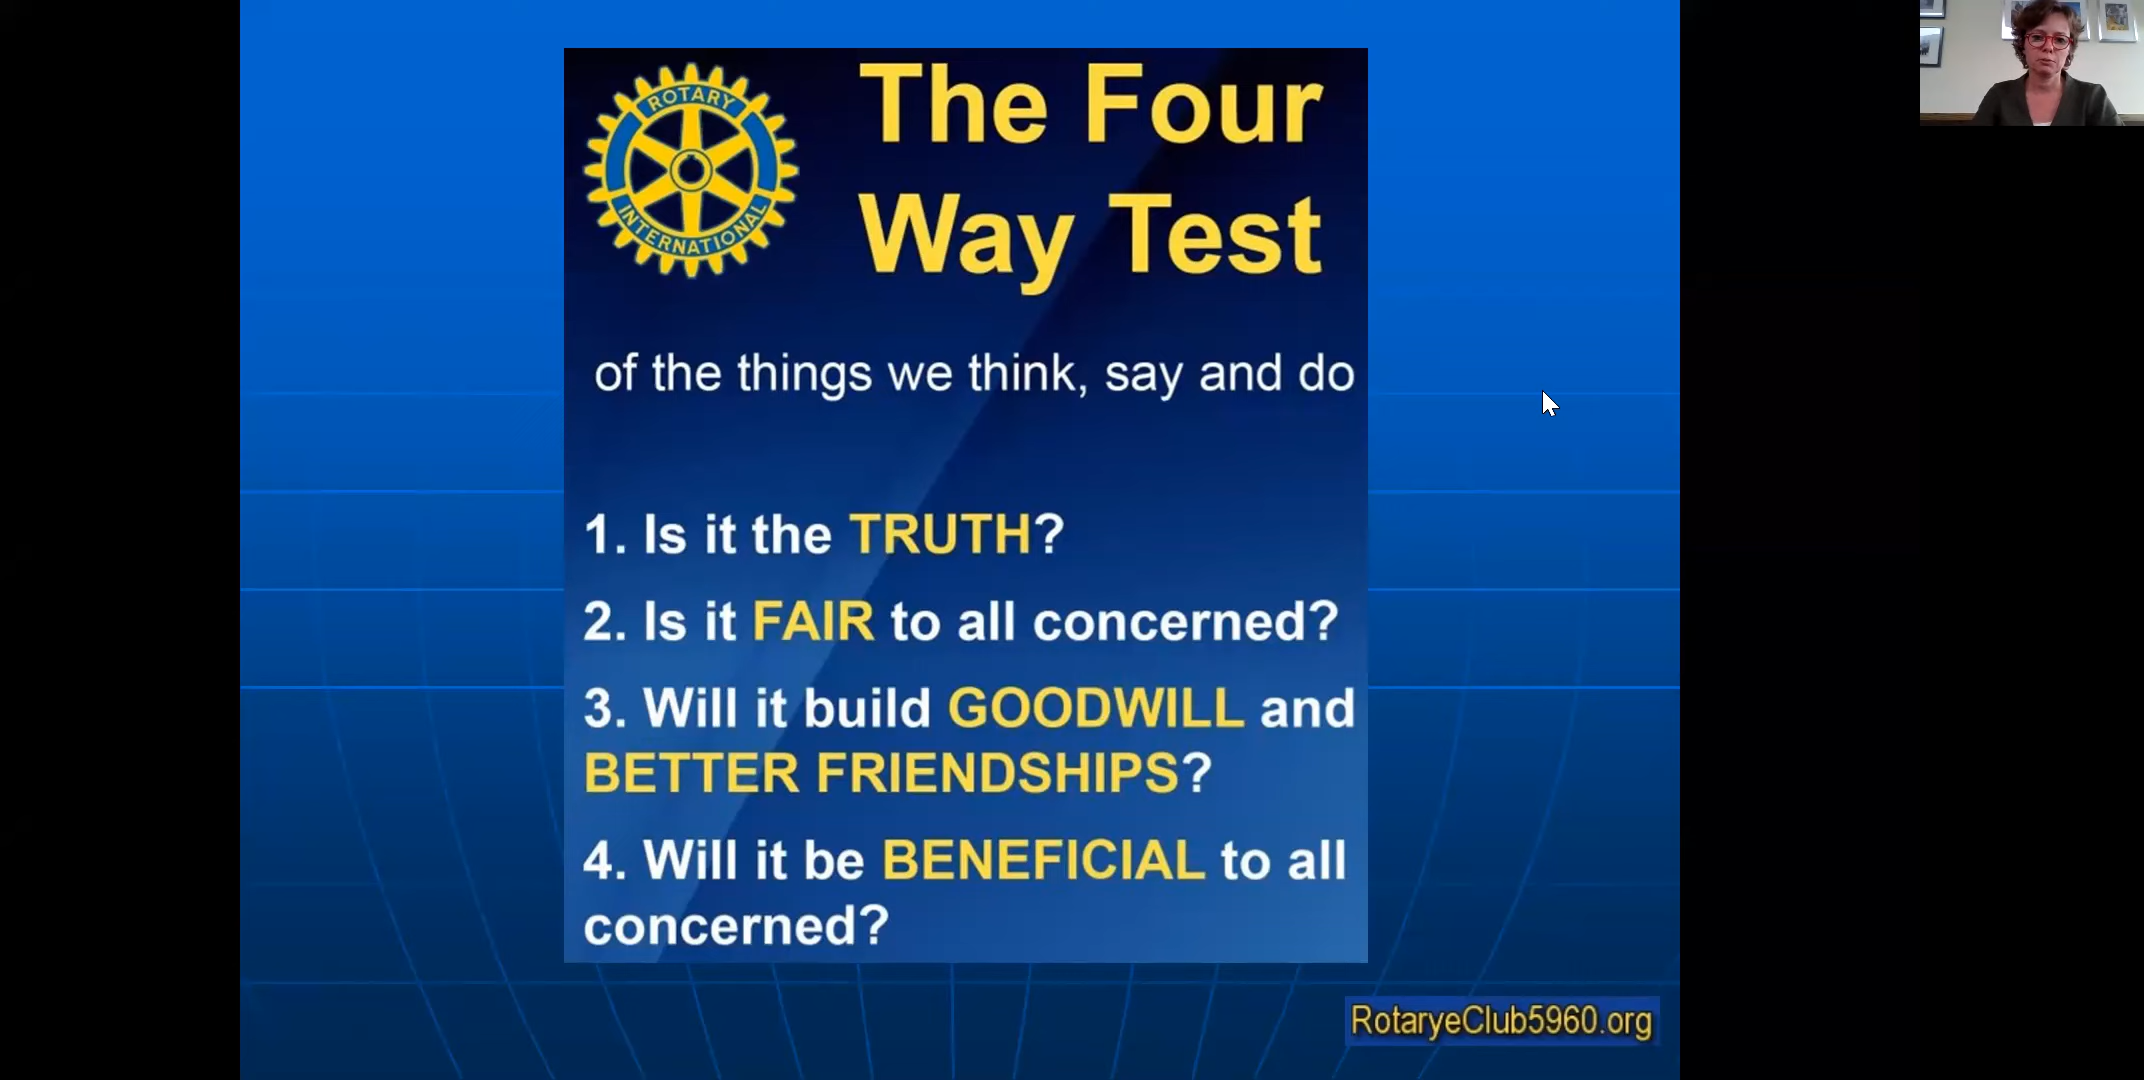 ROTARY
INTERNATIONAL
The Four
Way Test
of the things we think, say and do
1. Is it the TRUTH?
2. Is it FAIR to all concerned?
3. Will it build GOODWILL and
BETTER FRIENDSHIPS?
4. Will it be BENEFICIAL to all
concerned?
RotaryeClub5960.org